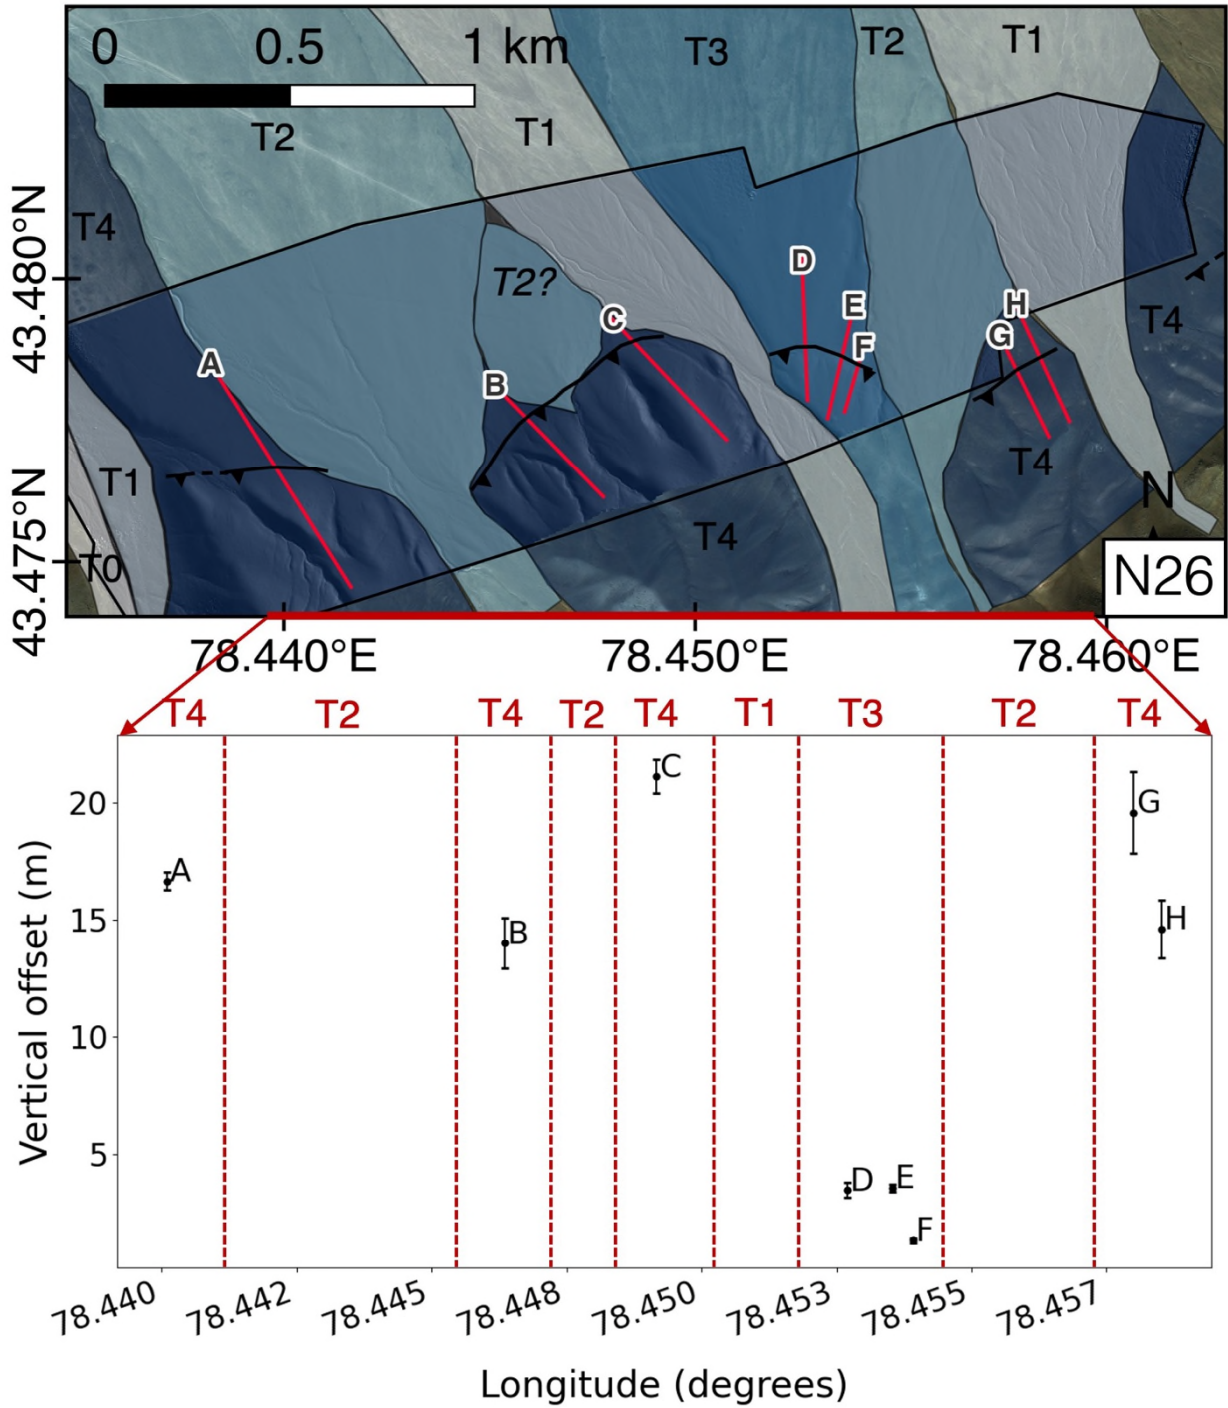 0 0.5 1 km
T3
T2
T1
T2
T1
T4
43.480°N
T2?
D
E
H
C
G
F
A
B
T4
T4
T1
43.475°N
T4
N
T0
N26
78.440°E 78.450°E 78.460°E
T4 T2 T4 T2 T4 T1 T3 T2 T4
C
20
G
A
15
B
H
10
Vertical offset (m)
5
D
E
F
78.440 78.442 78.445 78.448 78.450 78.453 78.455 78.457
Longitude (degrees)